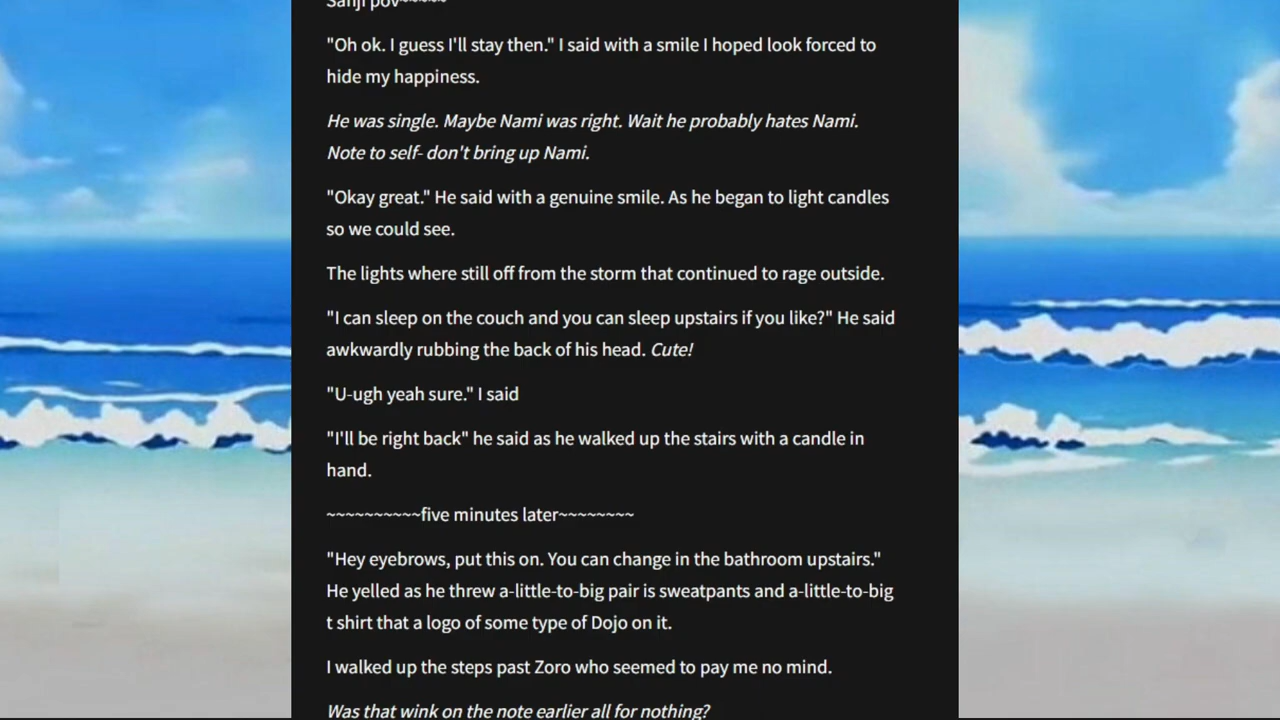 Sanji pov~~~~~
"Oh ok. I guess I'll stay then." I said with a smile I hoped look forced to
hide my happiness.
He was single. Maybe Nami was right. Wait he probably hates Nami.
Note to self- don't bring up Nami.
"Okay great." He said with a genuine smile. As he began to light candles
so we could see.
The lights where still off from the storm that continued to rage outside.
"I can sleep on the couch and you can sleep upstairs if you like?" He said
awkwardly rubbing the back of his head. Cute!
"U-ugh yeah sure." I said
"I'll be right back" he said as he walked up the stairs with a candle in
hand.
~~~~~~~~~~five minutes later~~~~~~~~
"Hey eyebrows, put this on. You can change in the bathroom upstairs."
He yelled as he threw a-little-to-big pair is sweatpants and a-little-to-big
t shirt that a logo of some type of Dojo on it.
I walked up the steps past Zoro who seemed to pay me no mind.
Was that wink on the note earlier all for nothing?